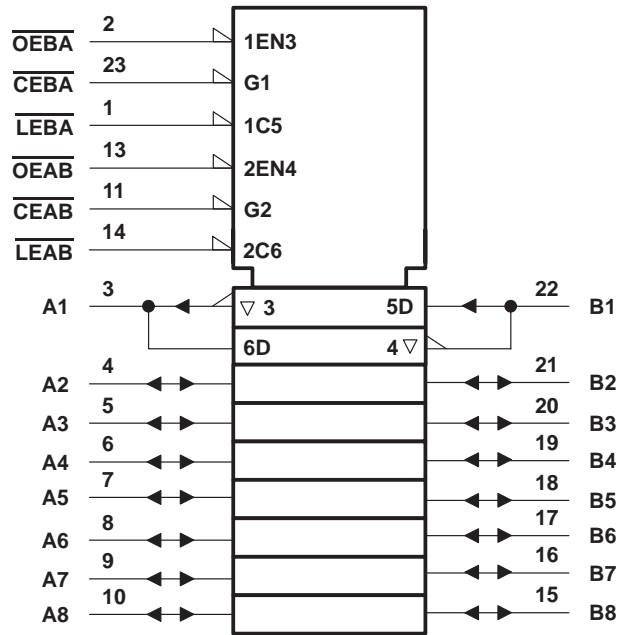 OEBA 2 1EN3
CEBA 23 G1
LEBA 1 1C5
OEAB 13 2EN4
CEAB 11 G2
LEAB 14 2C6
A1 3 ▽ 3 5D 22 B1
6D 4 ▽
A2 4 21 B2
A3 5 20 B3
A4 6 19 B4
A5 7 18 B5
A6 8 17 B6
A7 9 16 B7
A8 10 15 B8